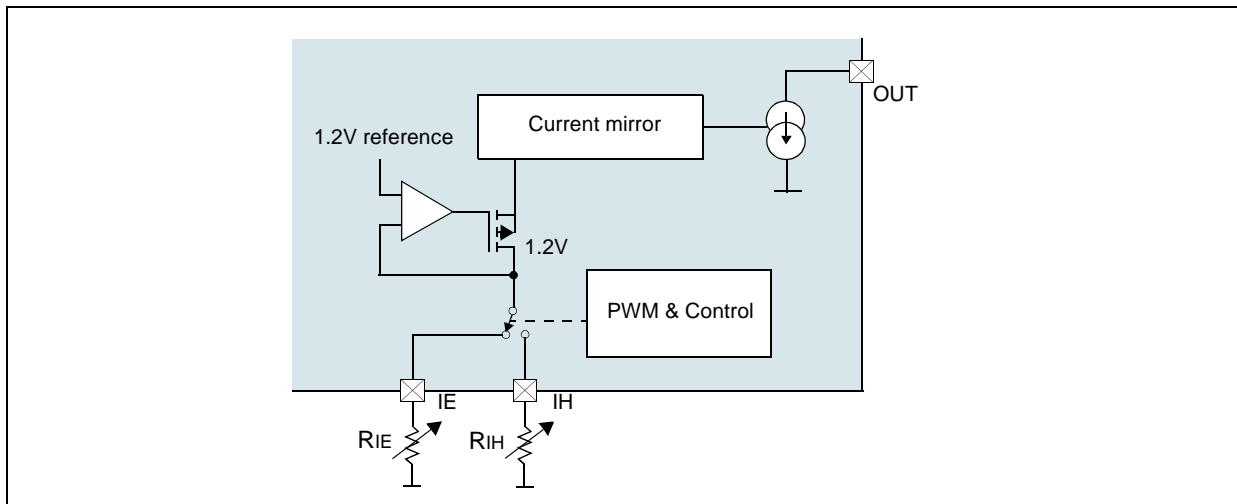 OUT
Current mirror
1.2V reference
1.2V
PWM & Control
IE
IH
RIE
RIH